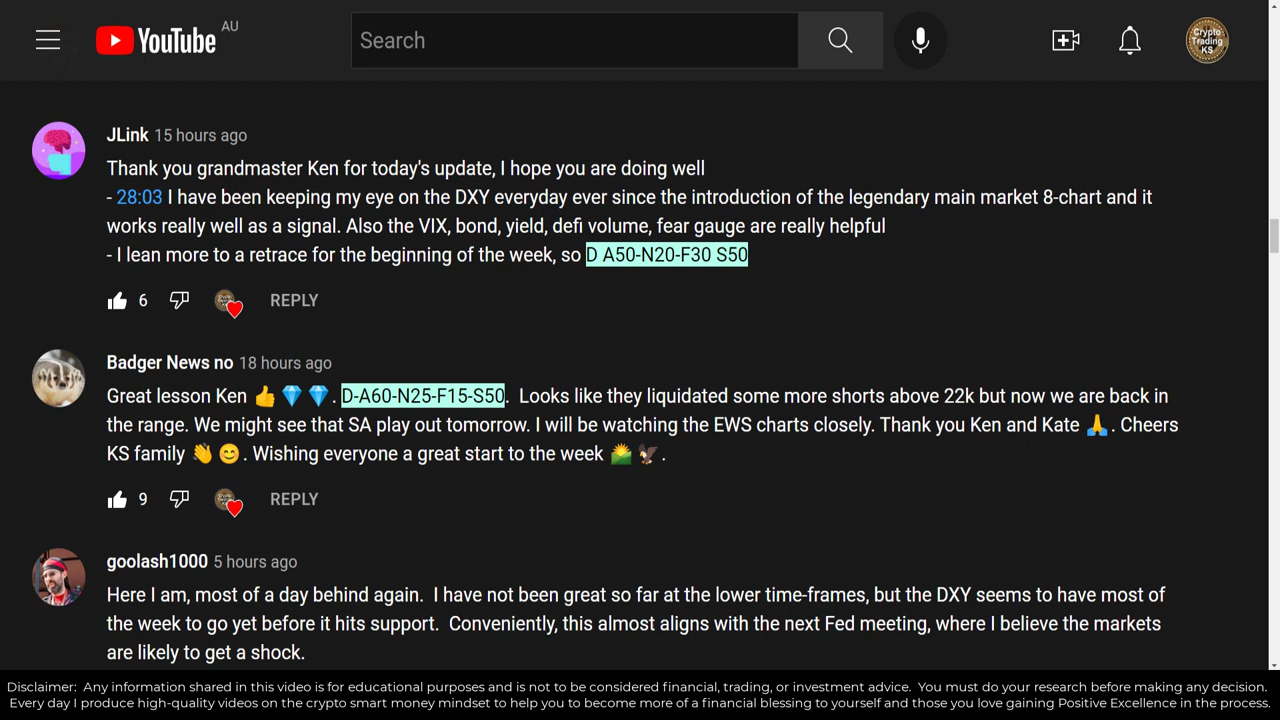 YouTube AU
Search
Crypto
Trading
KS
JLink 15 hours ago
Thank you grandmaster Ken for today's update, I hope you are doing well
- 28:03 I have been keeping my eye on the DXY everyday ever since the introduction of the legendary main market 8-chart and it
works really well as a signal. Also the VIX, bond, yield, defi volume, fear gauge are really helpful
- I lean more to a retrace for the beginning of the week, so D A50-N20-F30 S50
6 REPLY
Badger News no 18 hours ago
Great lesson Ken 👍💎💎. D-A60-N25-F15-S50. Looks like they liquidated some more shorts above 22k but now we are back in
the range. We might see that SA play out tomorrow. I will be watching the EWS charts closely. Thank you Ken and Kate 🙏. Cheers
KS family 👋😊. Wishing everyone a great start to the week 🌄🦅.
9 REPLY
goolash1000 5 hours ago
Here I am, most of a day behind again. I have not been great so far at the lower time-frames, but the DXY seems to have most of
the week to go yet before it hits support. Conveniently, this almost aligns with the next Fed meeting, where I believe the markets
are likely to get a shock.
Disclaimer: Any information shared in this video is for educational purposes and is not to be considered financial, trading, or investment advice. You must do your research before making any decision.
Every day I produce high-quality videos on the crypto smart money mindset to help you to become more of a financial blessing to yourself and those you love gaining Positive Excellence in the process.